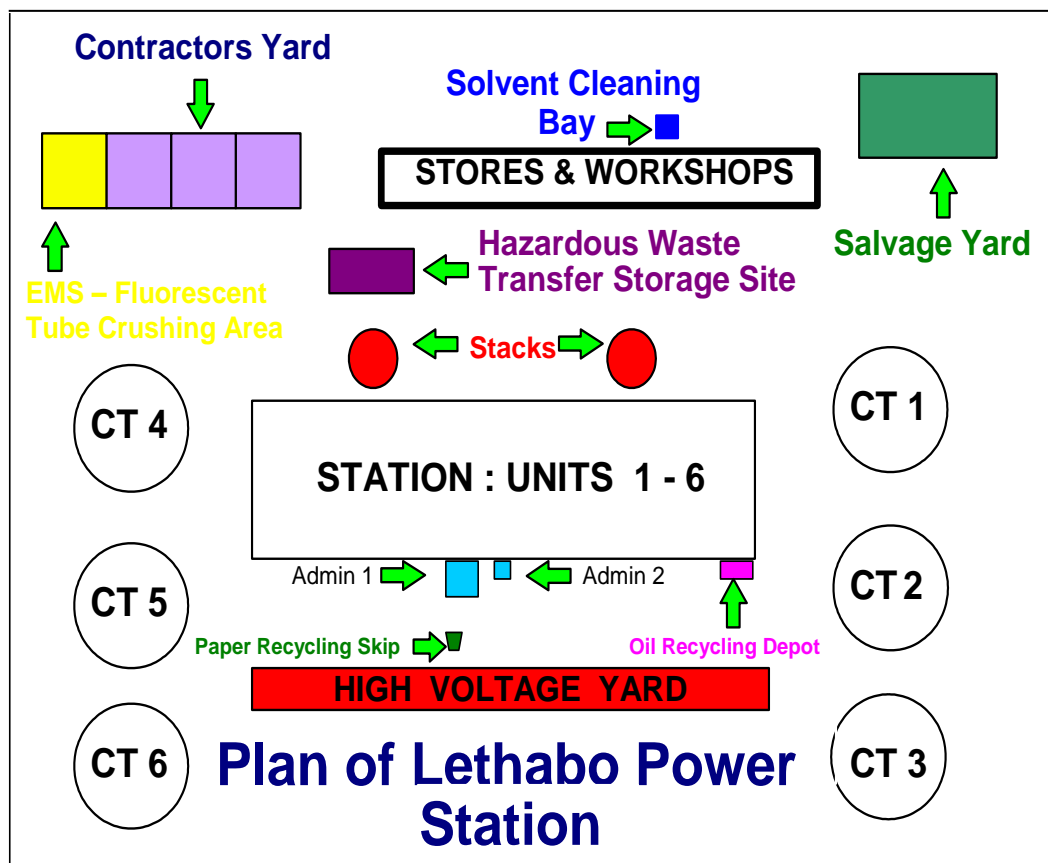 Contractors Yard
Solvent Cleaning
Bay
STORES & WORKSHOPS
Salvage Yard
Hazardous Waste
Transfer Storage Site
EMS – Fluorescent
Tube Crushing Area
Stacks
CT 4
CT 1
STATION : UNITS 1 - 6
Admin 1
Admin 2
CT 5
CT 2
Paper Recycling Skip
Oil Recycling Depot
HIGH VOLTAGE YARD
CT 6
CT 3
Plan of Lethabo Power
Station